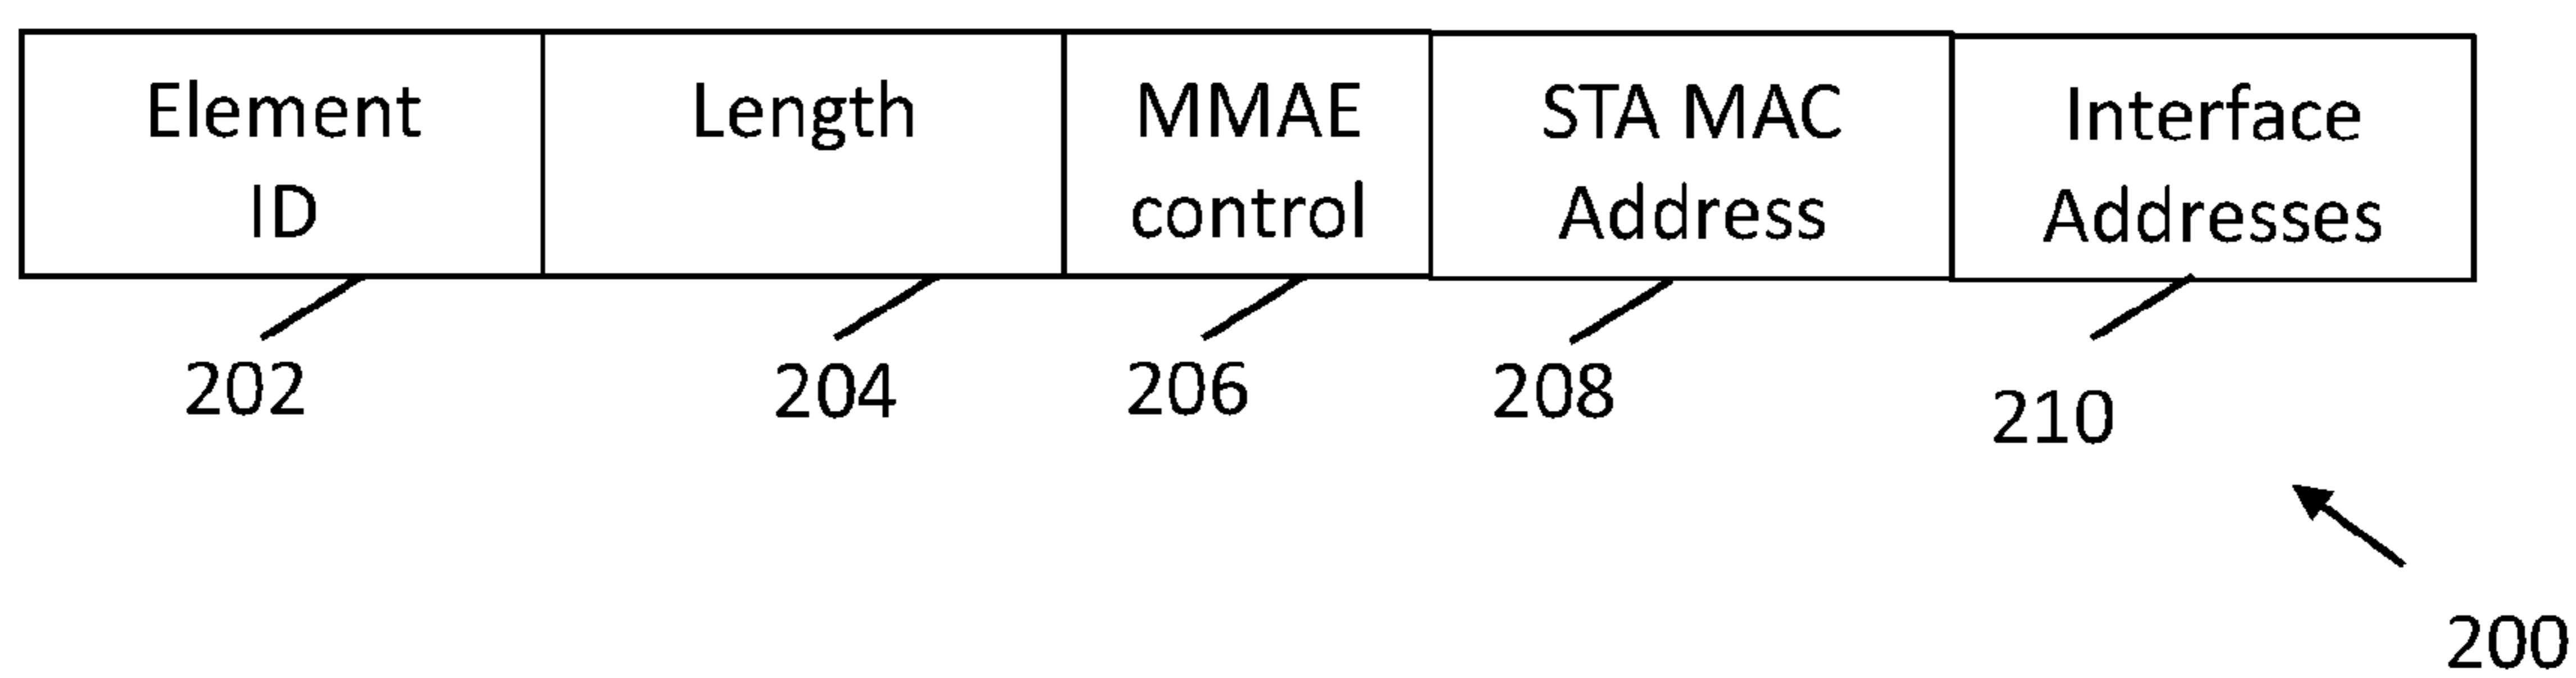 Element
ID
Length
MMAE
control
STA MAC
Address
Interface
Addresses
202
204
206
208
210
200